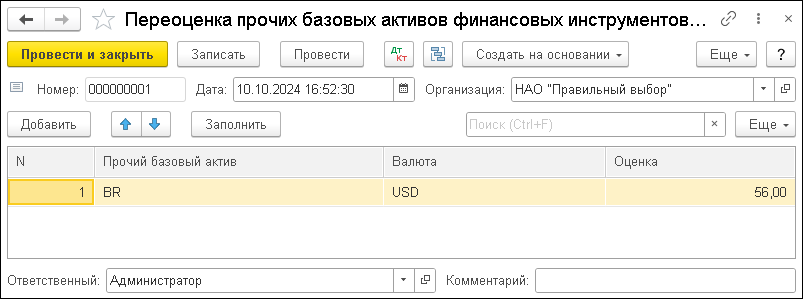 Переоценка прочих базовых активов финансовых инструментов...
Провести и закрыть Записать Провести Дт Кт Создать на основании Еще ?
Номер: 000000001 Дата: 10.10.2024 16:52:30 Организация: НАО "Правильный выбор"
Добавить Заполнить Поиск (Ctrl+F) × Еще
N Прочий базовый актив Валюта Оценка
1 BR USD 56,00
Ответственный: Администратор Комментарий: